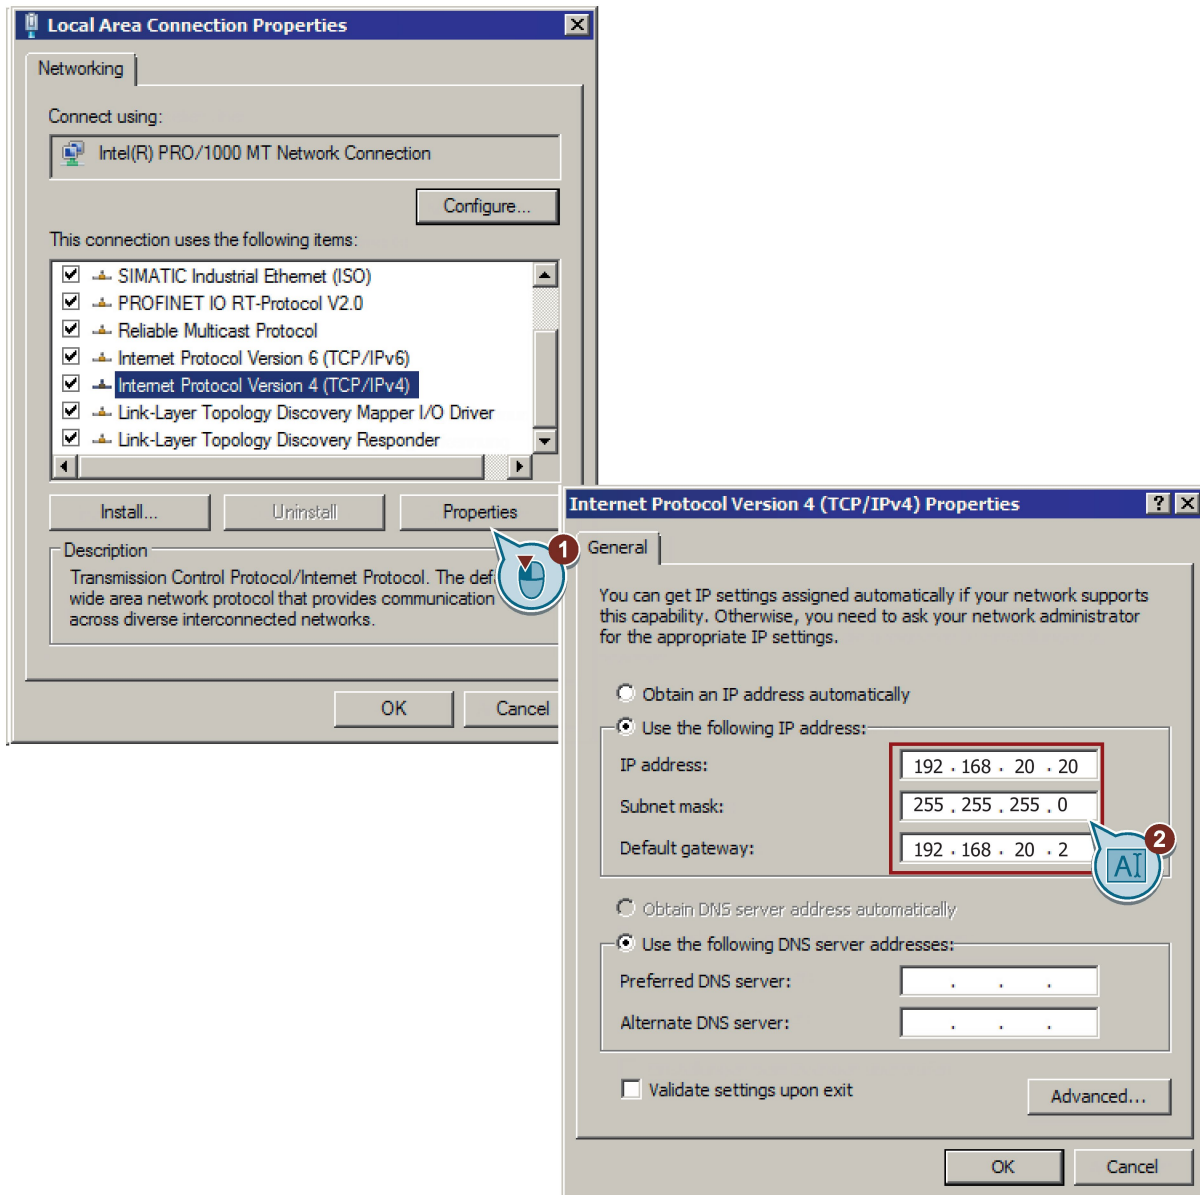 Local Area Connection Properties
Networking
Connect using:
Intel(R) PRO/1000 MT Network Connection
Configure...
This connection uses the following items:
SIMATIC Industrial Ethernet (ISO)
PROFINET IO RT-Protocol V2.0
Reliable Multicast Protocol
Internet Protocol Version 6 (TCP/IPv6)
Internet Protocol Version 4 (TCP/IPv4)
Link-Layer Topology Discovery Mapper I/O Driver
Link-Layer Topology Discovery Responder
Install... Uninstall Properties
1
Description
Transmission Control Protocol/Internet Protocol. The
wide area network protocol that provides communication
across diverse interconnected networks.
OK Cancel
Internet Protocol Version 4 (TCP/IPv4) Properties
General
You can get IP settings assigned automatically if your network supports
this capability. Otherwise, you need to ask your network administrator
for the appropriate IP settings.
Obtain an IP address automatically
Use the following IP address:
IP address: 192 . 168 . 20 . 20
Subnet mask: 255 . 255 . 255 . 0
Default gateway: 192 . 168 . 20 . 2
2
AI
Obtain DNS server address automatically
Use the following DNS server addresses:
Preferred DNS server: . . .
Alternate DNS server: . . .
Validate settings upon exit
Advanced...
OK Cancel